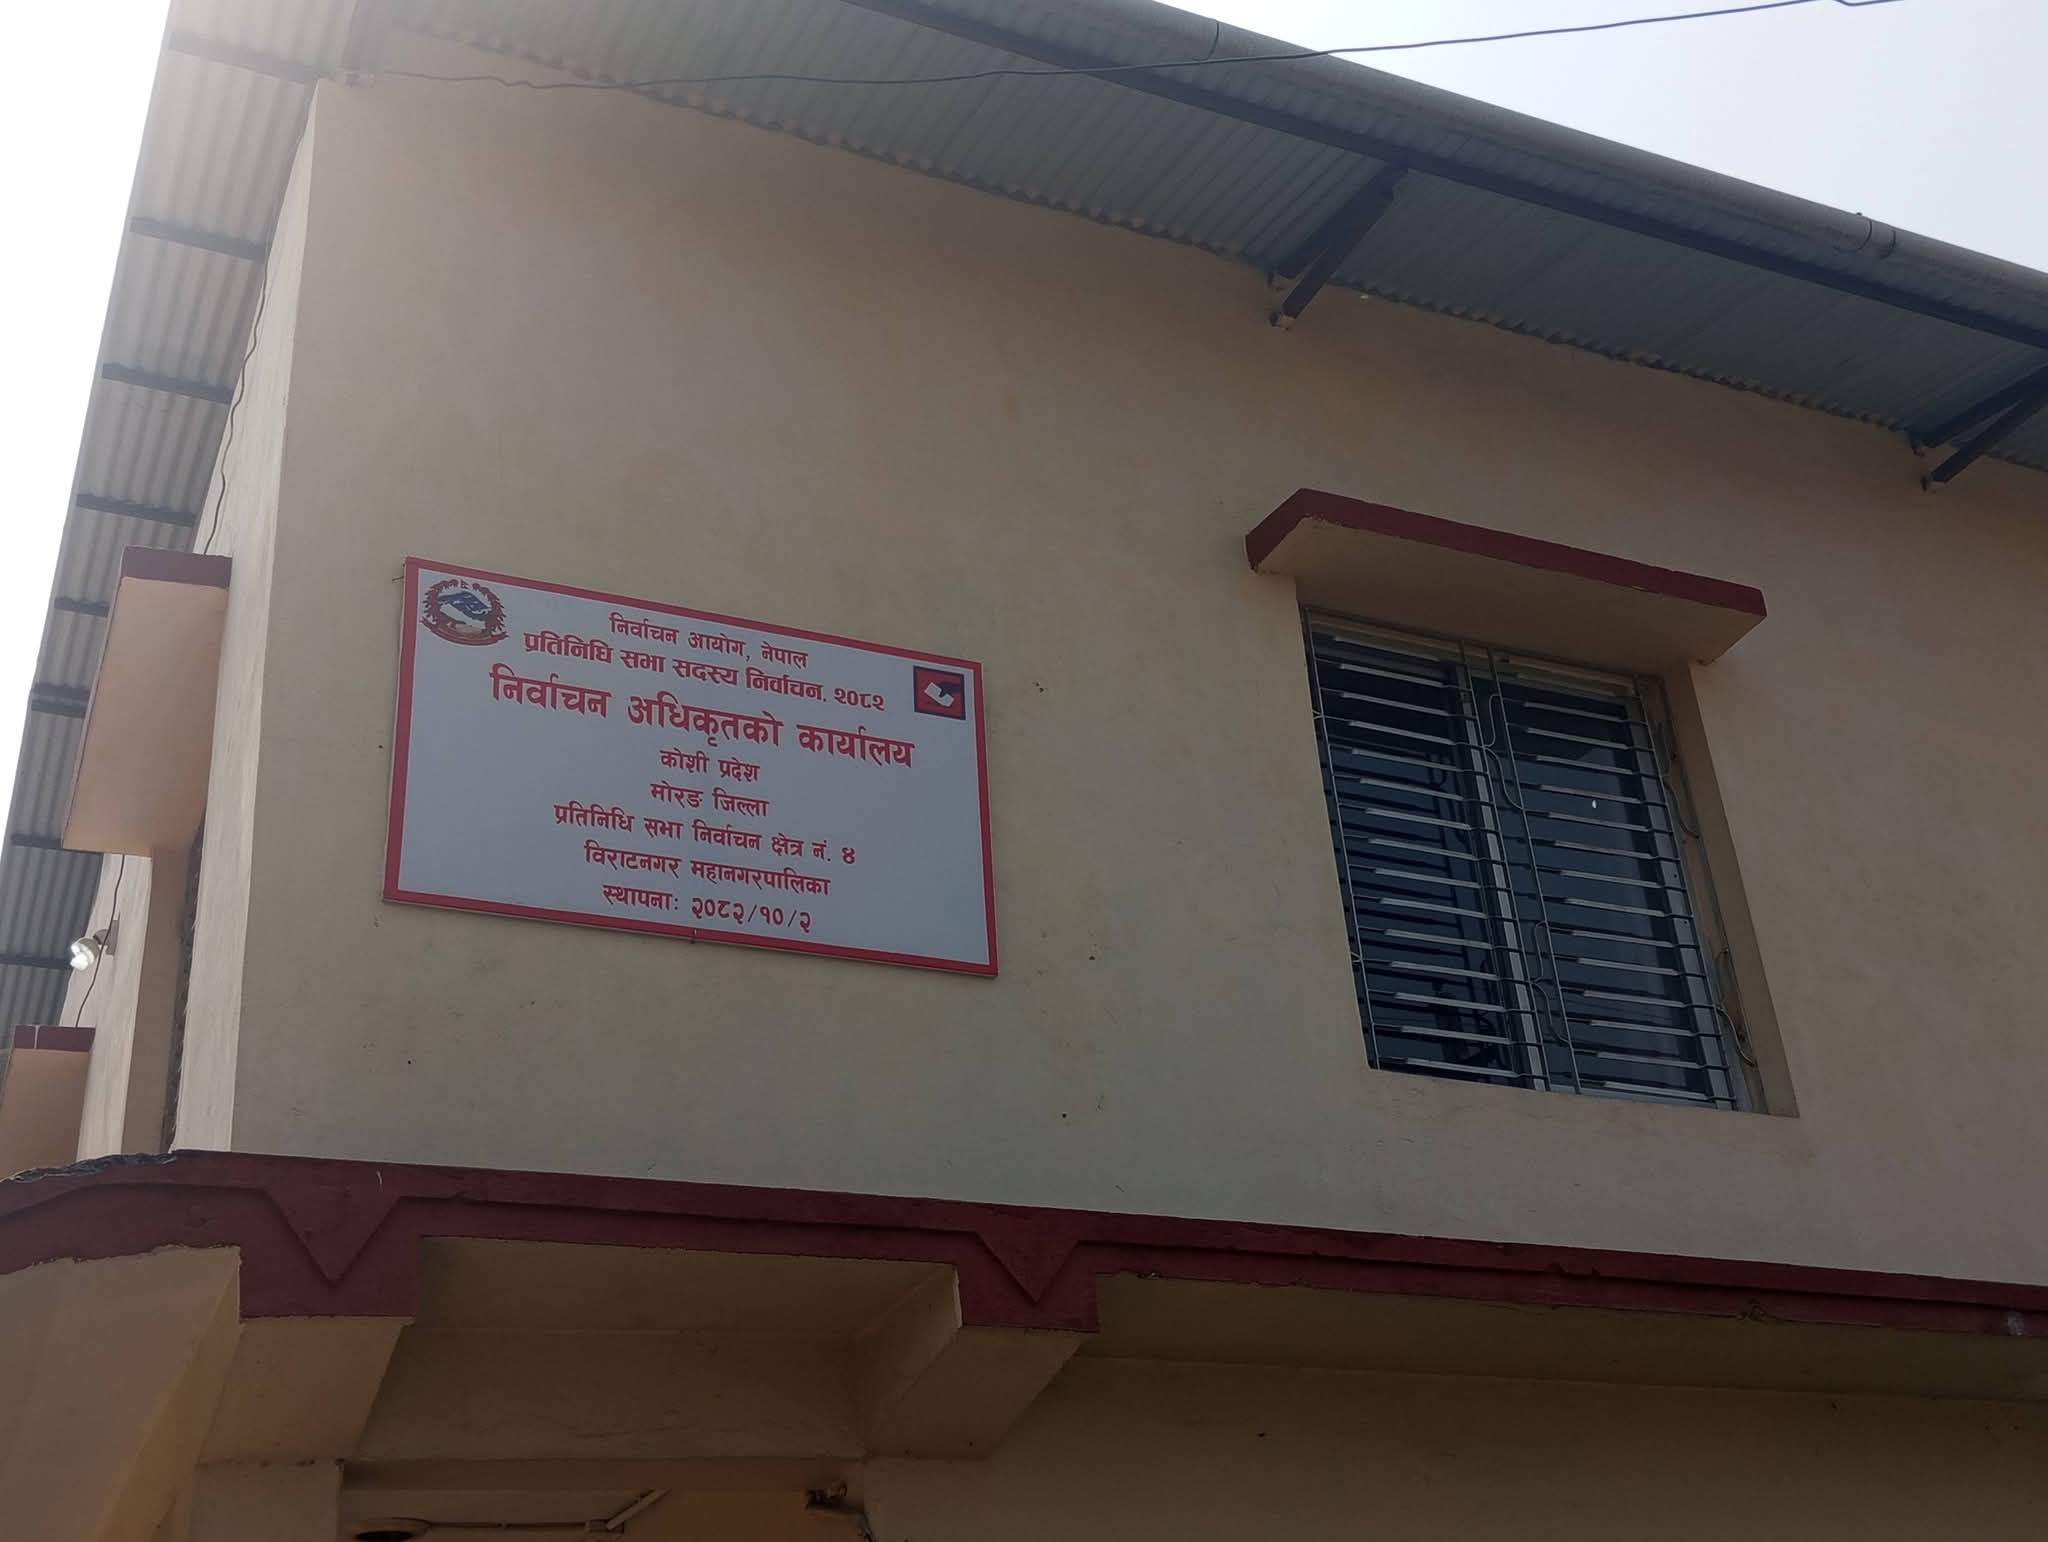 निर्वाचन आयोग, नेपाल
प्रतिनिधि सभा सदस्य निर्वाचन, २०८२
निर्वाचन अधिकृतको कार्यालय
कोशी प्रदेश
मोरङ जिल्ला
प्रतिनिधि सभा निर्वाचन क्षेत्र नं. ४
विराटनगर महानगरपालिका
स्थापनाः २०८२/१०/२